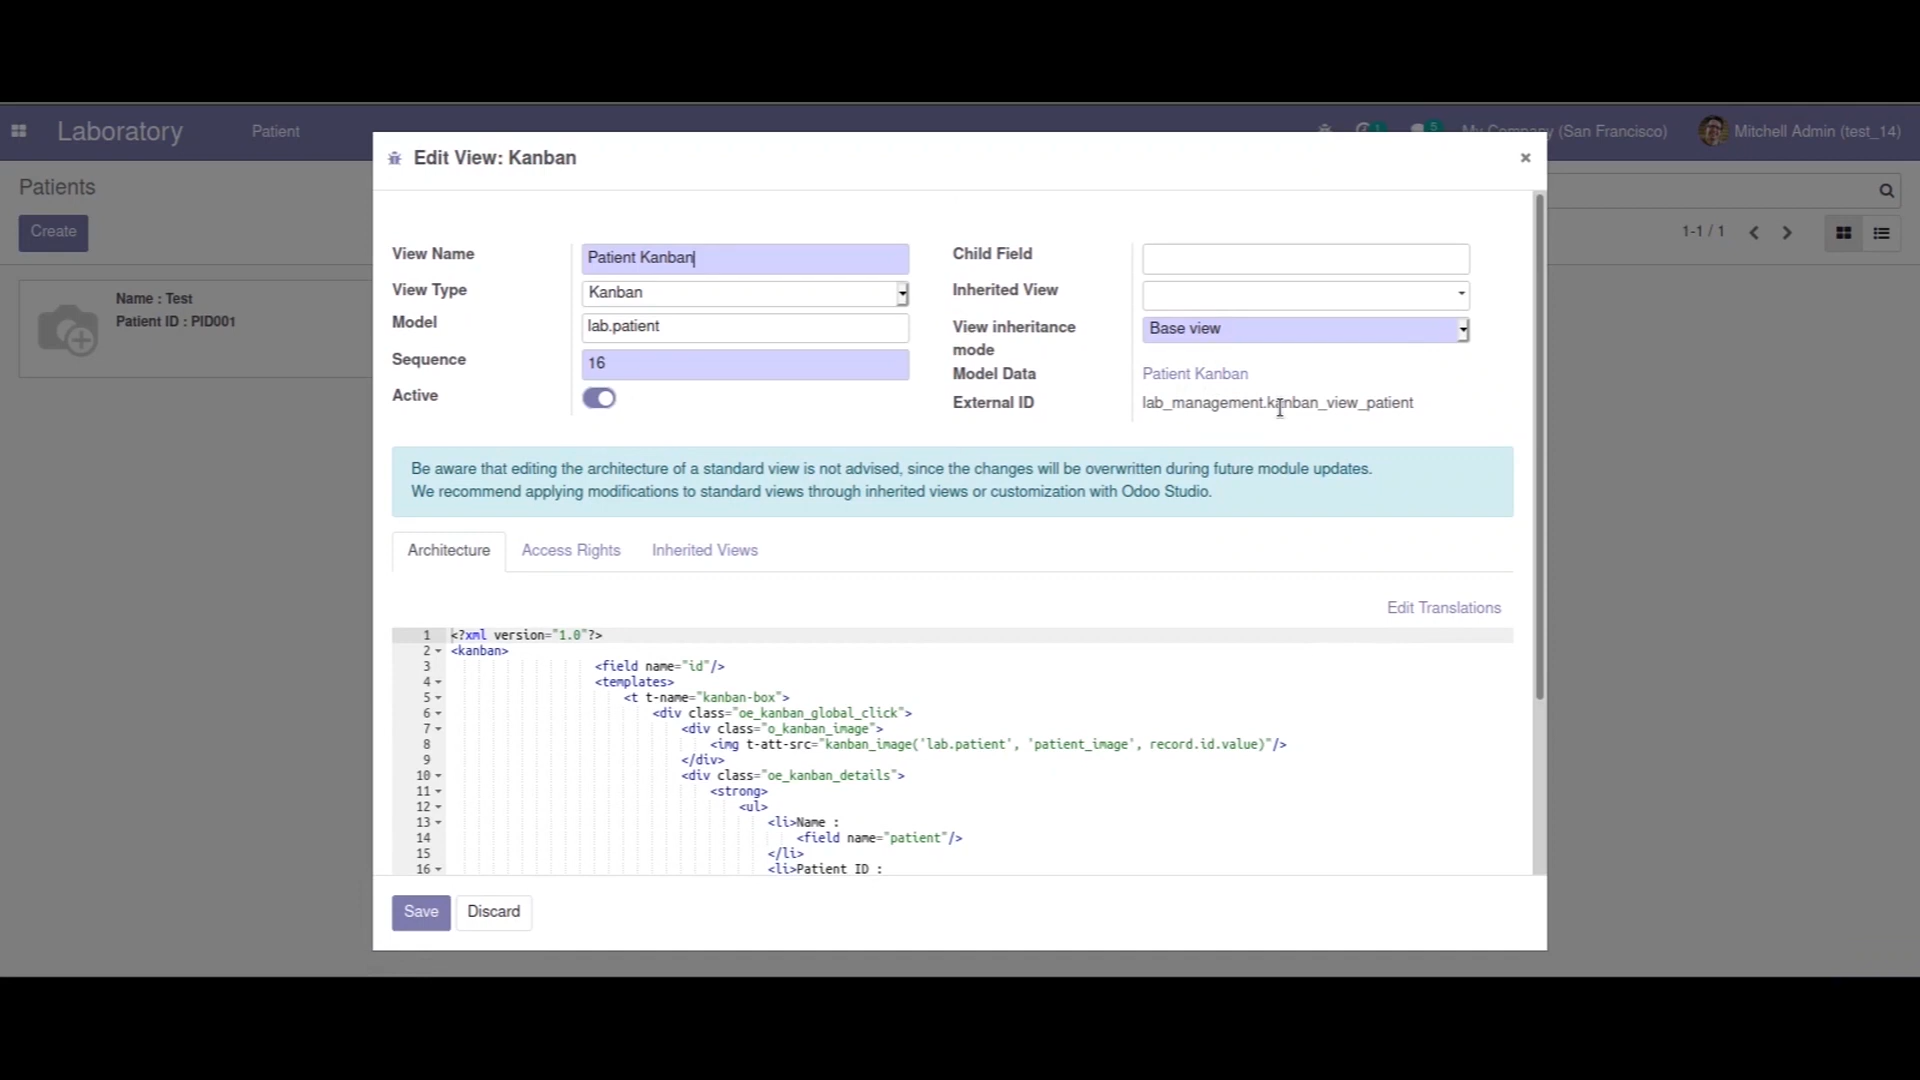 Laboratory
Patient
1
5
My Company (San Francisco)
Mitchell Admin (test_14)
Patients
Create
1-1 / 1
Name : Test
Patient ID : PID001
Edit View: Kanban
×
View Name
Patient Kanban
View Type
Kanban
Model
lab.patient
Sequence
16
Active
Child Field
Inherited View
View inheritance
mode
Base view
Model Data
Patient Kanban
External ID
lab_management.kanban_view_patient
Be aware that editing the architecture of a standard view is not advised, since the changes will be overwritten during future module updates.
We recommend applying modifications to standard views through inherited views or customization with Odoo Studio.
Architecture
Access Rights
Inherited Views
Edit Translations
1 <?xml version="1.0"?>
2 <kanban>
3 <field name="id"/>
4 <templates>
5 <t t-name="kanban-box">
6 <div class="oe_kanban_global_click">
7 <div class="o_kanban_image">
8 <img t-att-src="kanban_image('lab.patient', 'patient_image', record.id.value)"/>
9 </div>
10 <div class="oe_kanban_details">
11 <strong>
12 <ul>
13 <li>Name :
14 <field name="patient"/>
15 </li>
16 <li>Patient ID :
Save
Discard